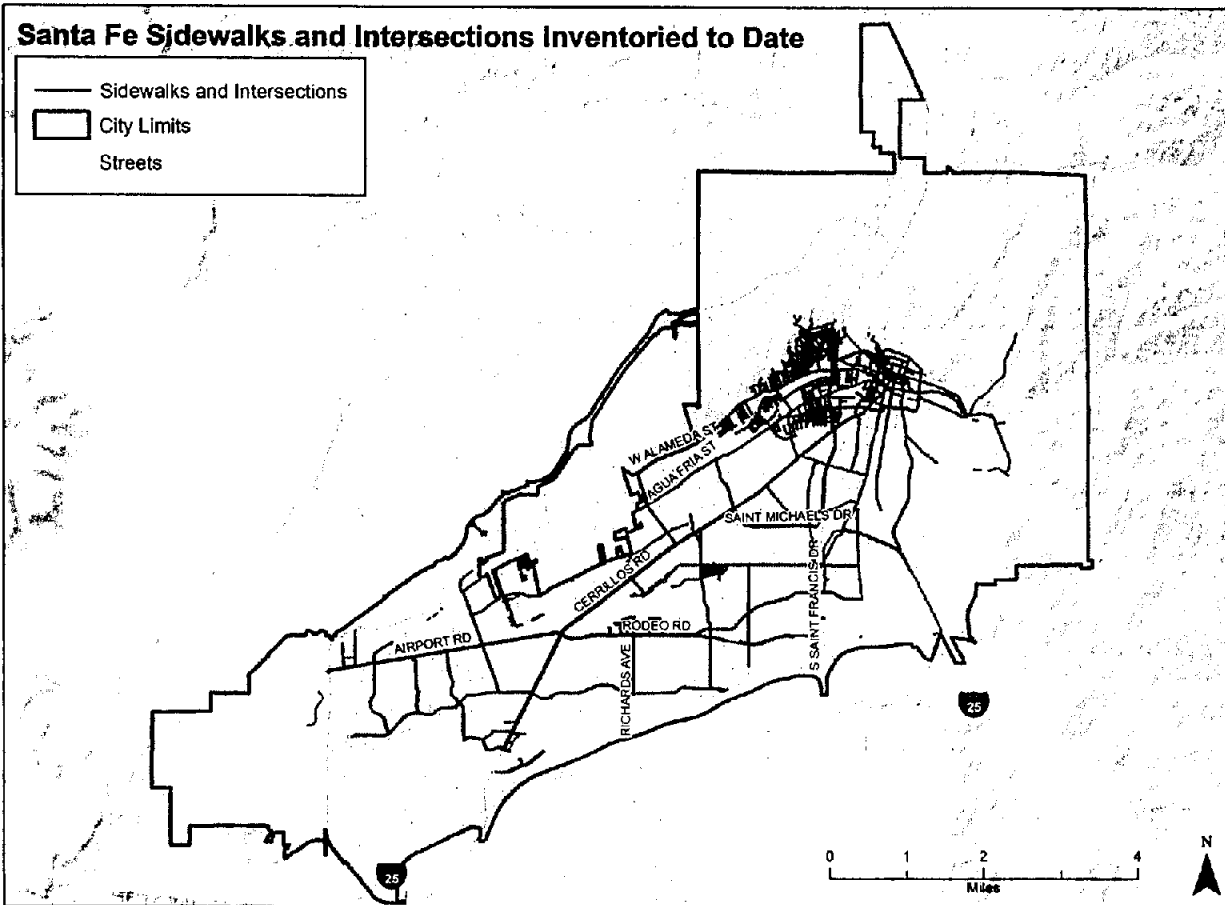 Santa Fe Sidewalks and Intersections Inventoried to Date
Sidewalks and Intersections
City Limits
Streets
W ALAMEDA ST
AGUA FRIA ST
SAINT MICHAELS DR
CERRILLOS RD
S SAINT FRANCIS DR
RODEO RD
AIRPORT RD
RICHARDS AVE
25
25
0 1 2 4
Miles
N